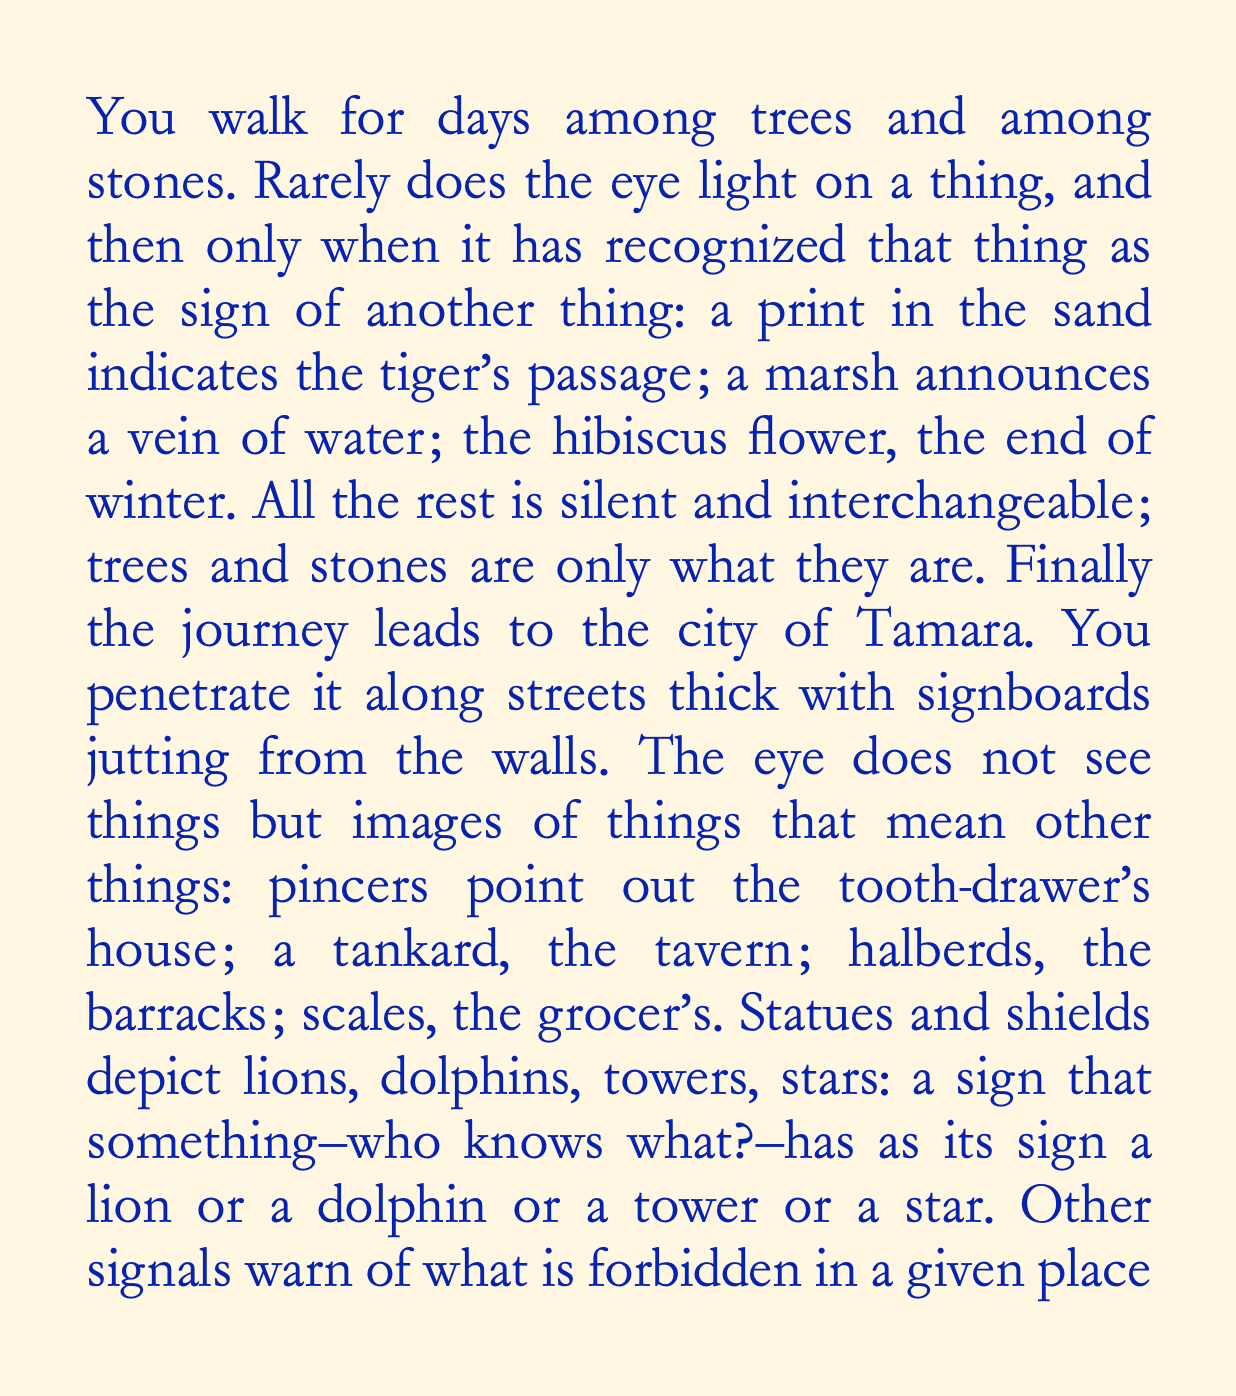 You walk for days among trees and among
stones. Rarely does the eye light on a thing, and
then only when it has recognized that thing as
the sign of another thing: a print in the sand
indicates the tiger’s passage; a marsh announces
a vein of water; the hibiscus flower, the end of
winter. All the rest is silent and interchangeable;
trees and stones are only what they are. Finally
the journey leads to the city of Tamara. You
penetrate it along streets thick with signboards
jutting from the walls. The eye does not see
things but images of things that mean other
things: pincers point out the tooth-drawer’s
house; a tankard, the tavern; halberds, the
barracks; scales, the grocer’s. Statues and shields
depict lions, dolphins, towers, stars: a sign that
something–who knows what?–has as its sign a
lion or a dolphin or a tower or a star. Other
signals warn of what is forbidden in a given place